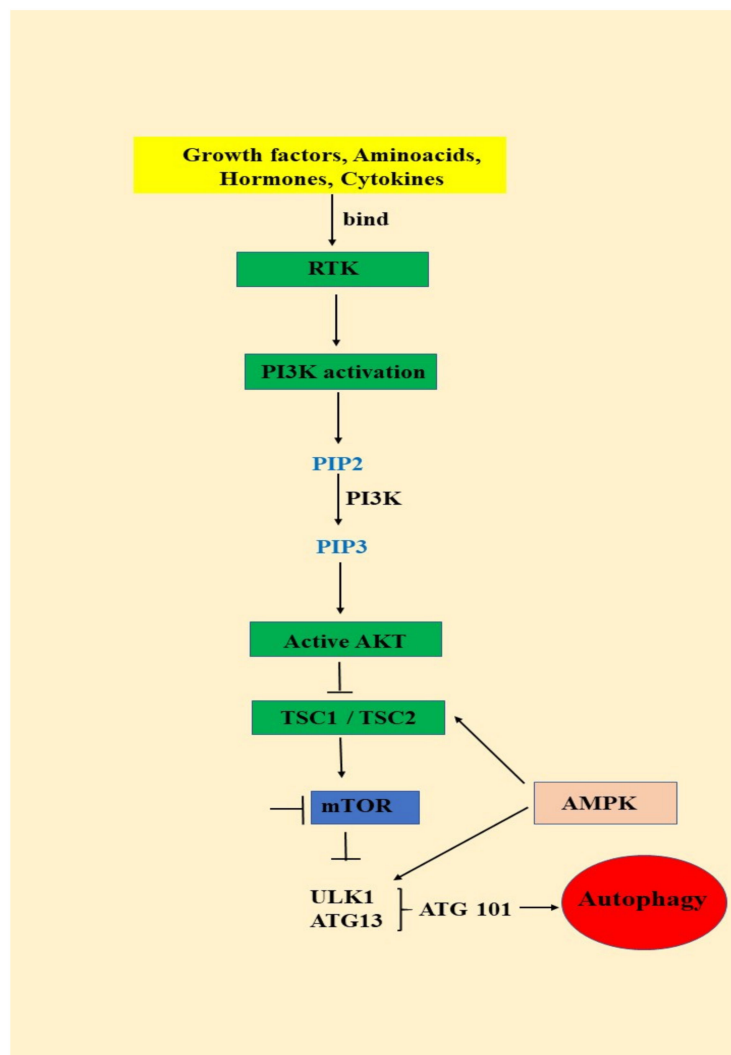 Growth factors, Aminoacids,
Hormones, Cytokines
bind
RTK
PI3K activation
PIP2
PI3K
PIP3
Active AKT
TSC1 / TSC2
mTOR
AMPK
ULK1
ATG13
ATG 101
Autophagy